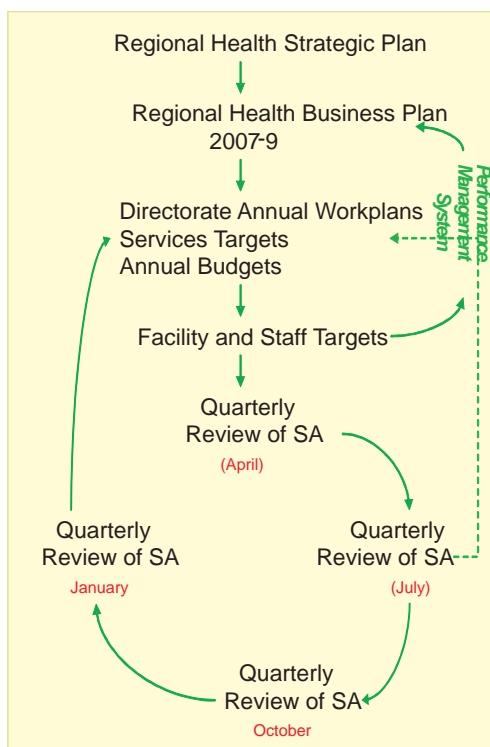 Regional Health Strategic Plan
Regional Health Business Plan
2007-9
Performance
Management
System
Directorate Annual Workplans
Services Targets
Annual Budgets
Facility and Staff Targets
Quarterly
Review of SA
(April)
Quarterly
Review of SA
January
Quarterly
Review of SA
(July)
Quarterly
Review of SA
October